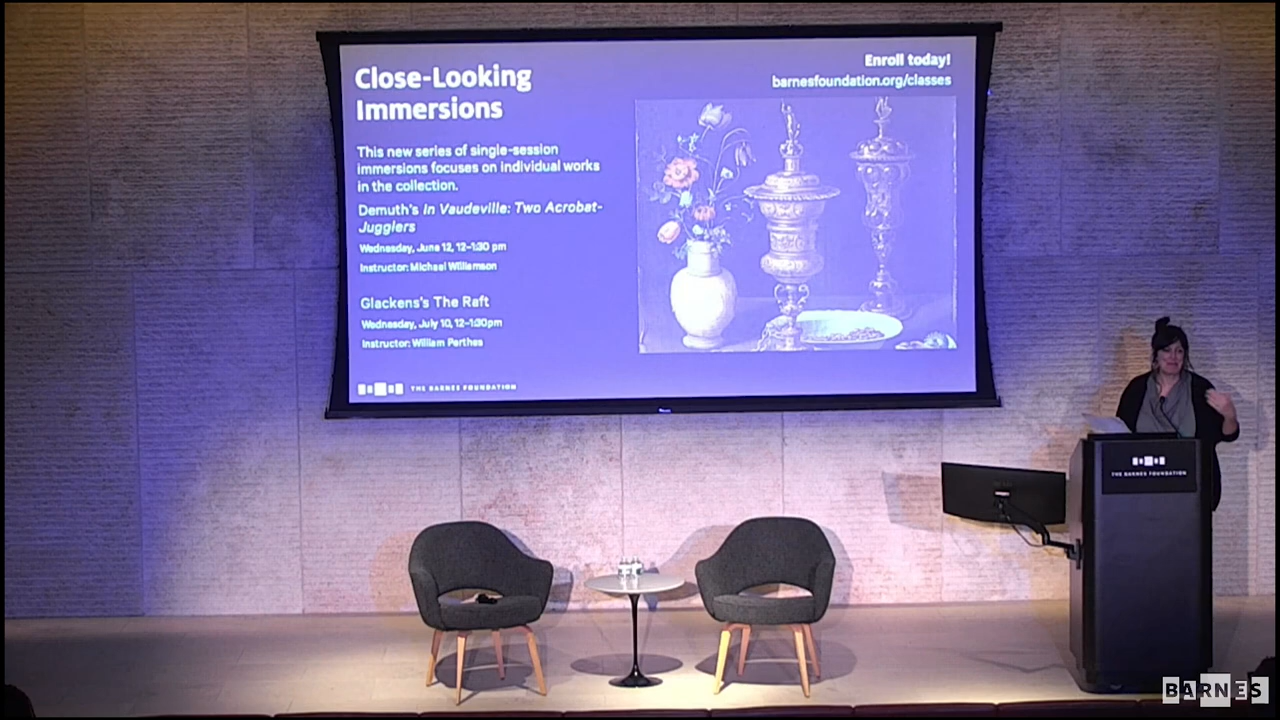 Close-Looking
Immersions
Enroll today!
barnesfoundation.org/classes
This new series of single-session
immersions focuses on individual works
in the collection.
Demuth's In Vaudeville: Two Acrobat-
Jugglers
Wednesday, June 12, 12–1:30 pm
Instructor: Michael Williamson
Glackens's The Raft
Wednesday, July 10, 12–1:30pm
Instructor: William Perthes
THE BARNES FOUNDATION
THE BARNES FOUNDATION
BARNES